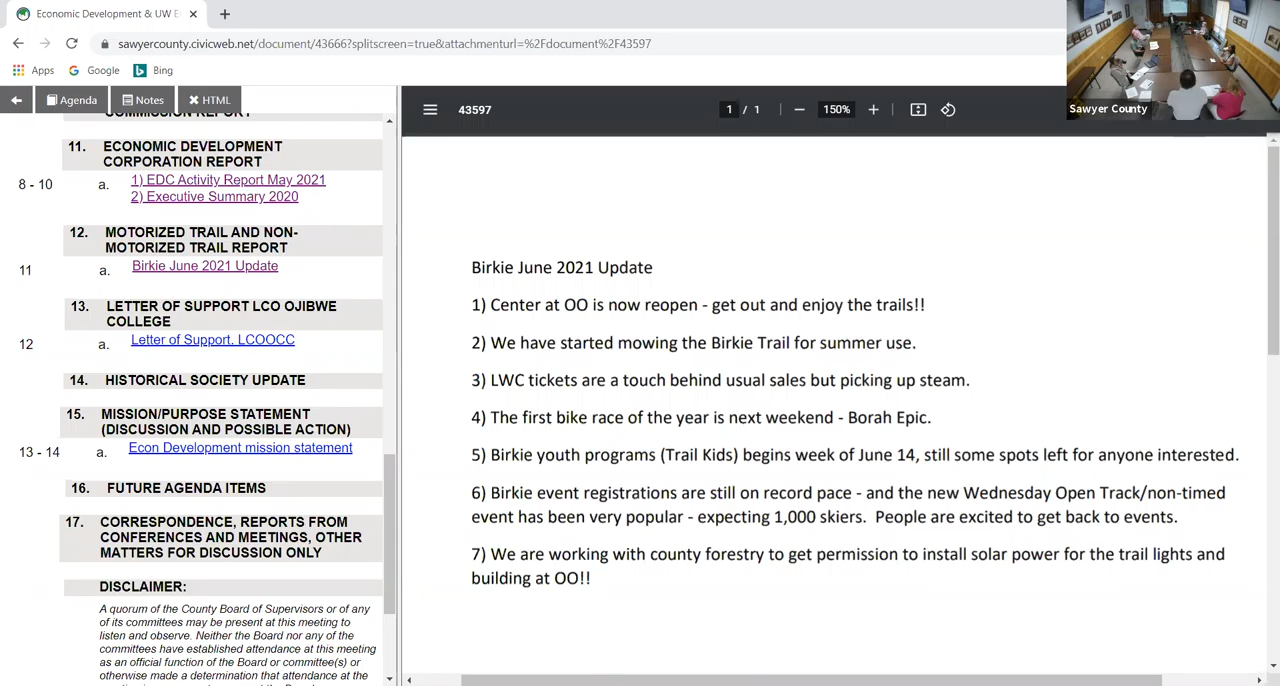 Economic Development & UW E
sawyercounty.civicweb.net/document/43666?splitscreen=true&attachmenturl=%2Fdocument%2F43597
Apps
Google
Bing
Agenda
Notes
HTML
COMMISSION REPORT
11. ECONOMIC DEVELOPMENT
CORPORATION REPORT
8 - 10
a. 1) EDC Activity Report May 2021
2) Executive Summary 2020
12. MOTORIZED TRAIL AND NON-
MOTORIZED TRAIL REPORT
11
a. Birkie June 2021 Update
13. LETTER OF SUPPORT LCO OJIBWE
COLLEGE
12
a. Letter of Support, LCOOCC
14. HISTORICAL SOCIETY UPDATE
15. MISSION/PURPOSE STATEMENT
(DISCUSSION AND POSSIBLE ACTION)
13 - 14
a. Econ Development mission statement
16. FUTURE AGENDA ITEMS
17. CORRESPONDENCE, REPORTS FROM
CONFERENCES AND MEETINGS, OTHER
MATTERS FOR DISCUSSION ONLY
DISCLAIMER:
A quorum of the County Board of Supervisors or of any
of its committees may be present at this meeting to
listen and observe. Neither the Board nor any of the
committees have established attendance at this meeting
as an official function of the Board or committee(s) or
otherwise made a determination that attendance at the
43597
1 / 1
150%
Sawyer County
Birkie June 2021 Update
1) Center at OO is now reopen - get out and enjoy the trails!!
2) We have started mowing the Birkie Trail for summer use.
3) LWC tickets are a touch behind usual sales but picking up steam.
4) The first bike race of the year is next weekend - Borah Epic.
5) Birkie youth programs (Trail Kids) begins week of June 14, still some spots left for anyone interested.
6) Birkie event registrations are still on record pace - and the new Wednesday Open Track/non-timed
event has been very popular - expecting 1,000 skiers.  People are excited to get back to events.
7) We are working with county forestry to get permission to install solar power for the trail lights and
building at OO!!